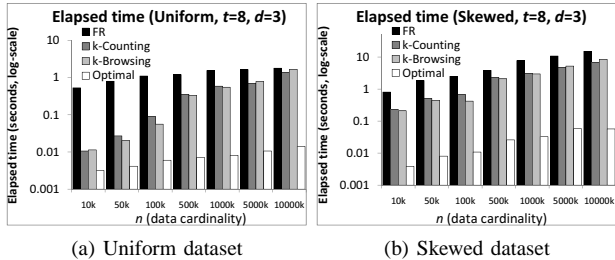 Elapsed time (Uniform, t=8, d=3)
Elapsed time (seconds, log-scale)
100
10
1
0.1
0.01
0.001
FR
k-Counting
k-Browsing
Optimal
10k 50k 100k 500k 1000k 5000k 10000k
n (data cardinality)
(a) Uniform dataset
Elapsed time (Skewed, t=8, d=3)
Elapsed time (seconds, log-scale)
100
10
1
0.1
0.01
0.001
FR
k-Counting
k-Browsing
Optimal
10k 50k 100k 500k 1000k 5000k 10000k
n (data cardinality)
(b) Skewed dataset